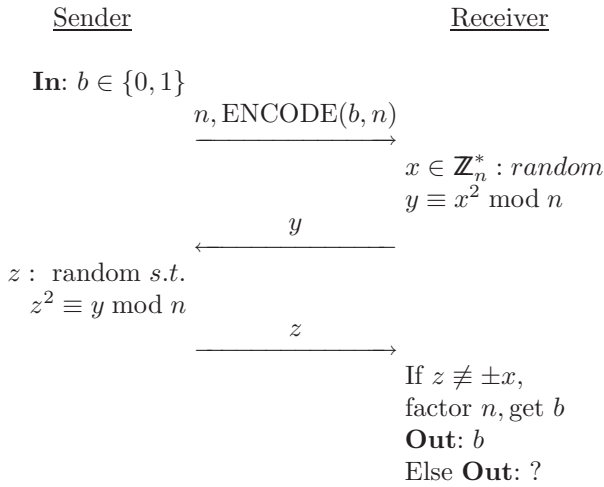 Sender Receiver
In: b ∈ {0, 1}
n, ENCODE(b, n)
x ∈ ℤ*ₙ : random
y ≡ x² mod n
y
z : random s.t.
z² ≡ y mod n
z
If z ≢ ±x,
factor n, get b
Out: b
Else Out: ?